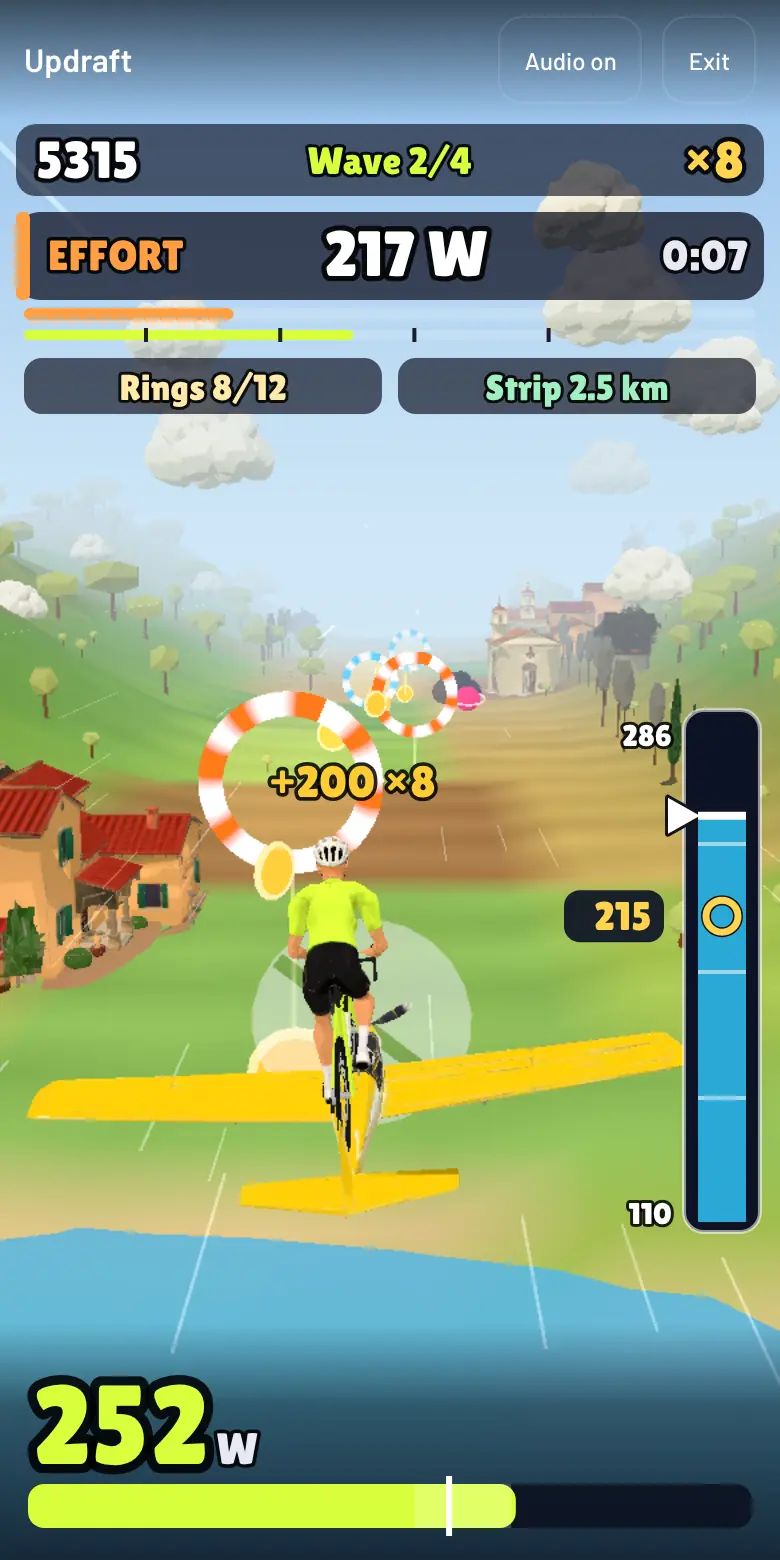 Updraft
Audio on
Exit
5315
Wave 2/4
×8
EFFORT
217 W
0:07
Rings 8/12
Strip 2.5 km
286
+200 ×8
215
110
252 W